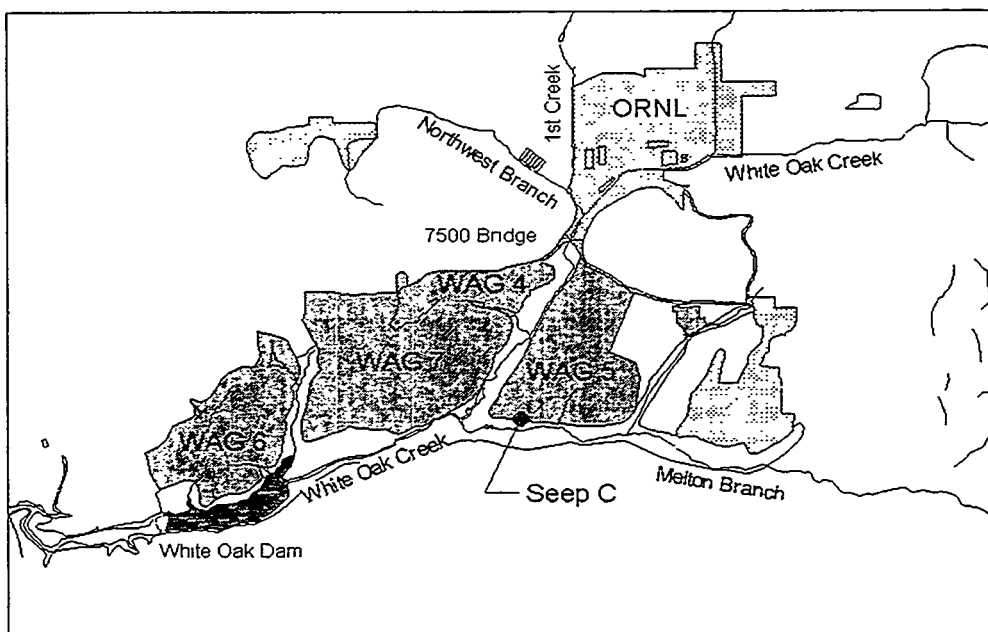 1st Creek
ORNL
Northwest Branch
S
White Oak Creek
7500 Bridge
WAG 4
WAG 7
WAG 5
WAG 6
White Oak Creek
Melton Branch
Seep C
White Oak Dam